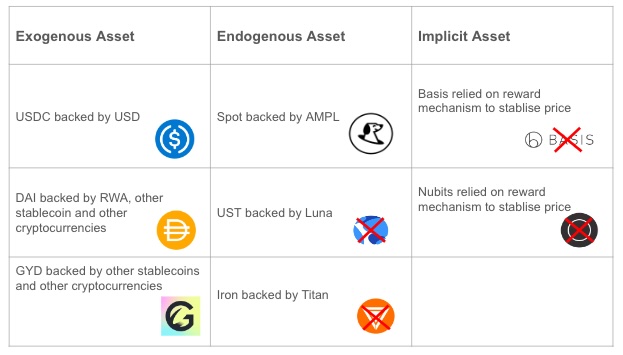 Exogenous Asset
Endogenous Asset
Implicit Asset
USDC backed by USD
Spot backed by AMPL
Basis relied on reward
mechanism to stablise price
BASIS
DAI backed by RWA, other
stablecoin and other
cryptocurrencies
UST backed by Luna
Nubits relied on reward
mechanism to stablise price
GYD backed by other stablecoins
and other cryptocurrencies
Iron backed by Titan